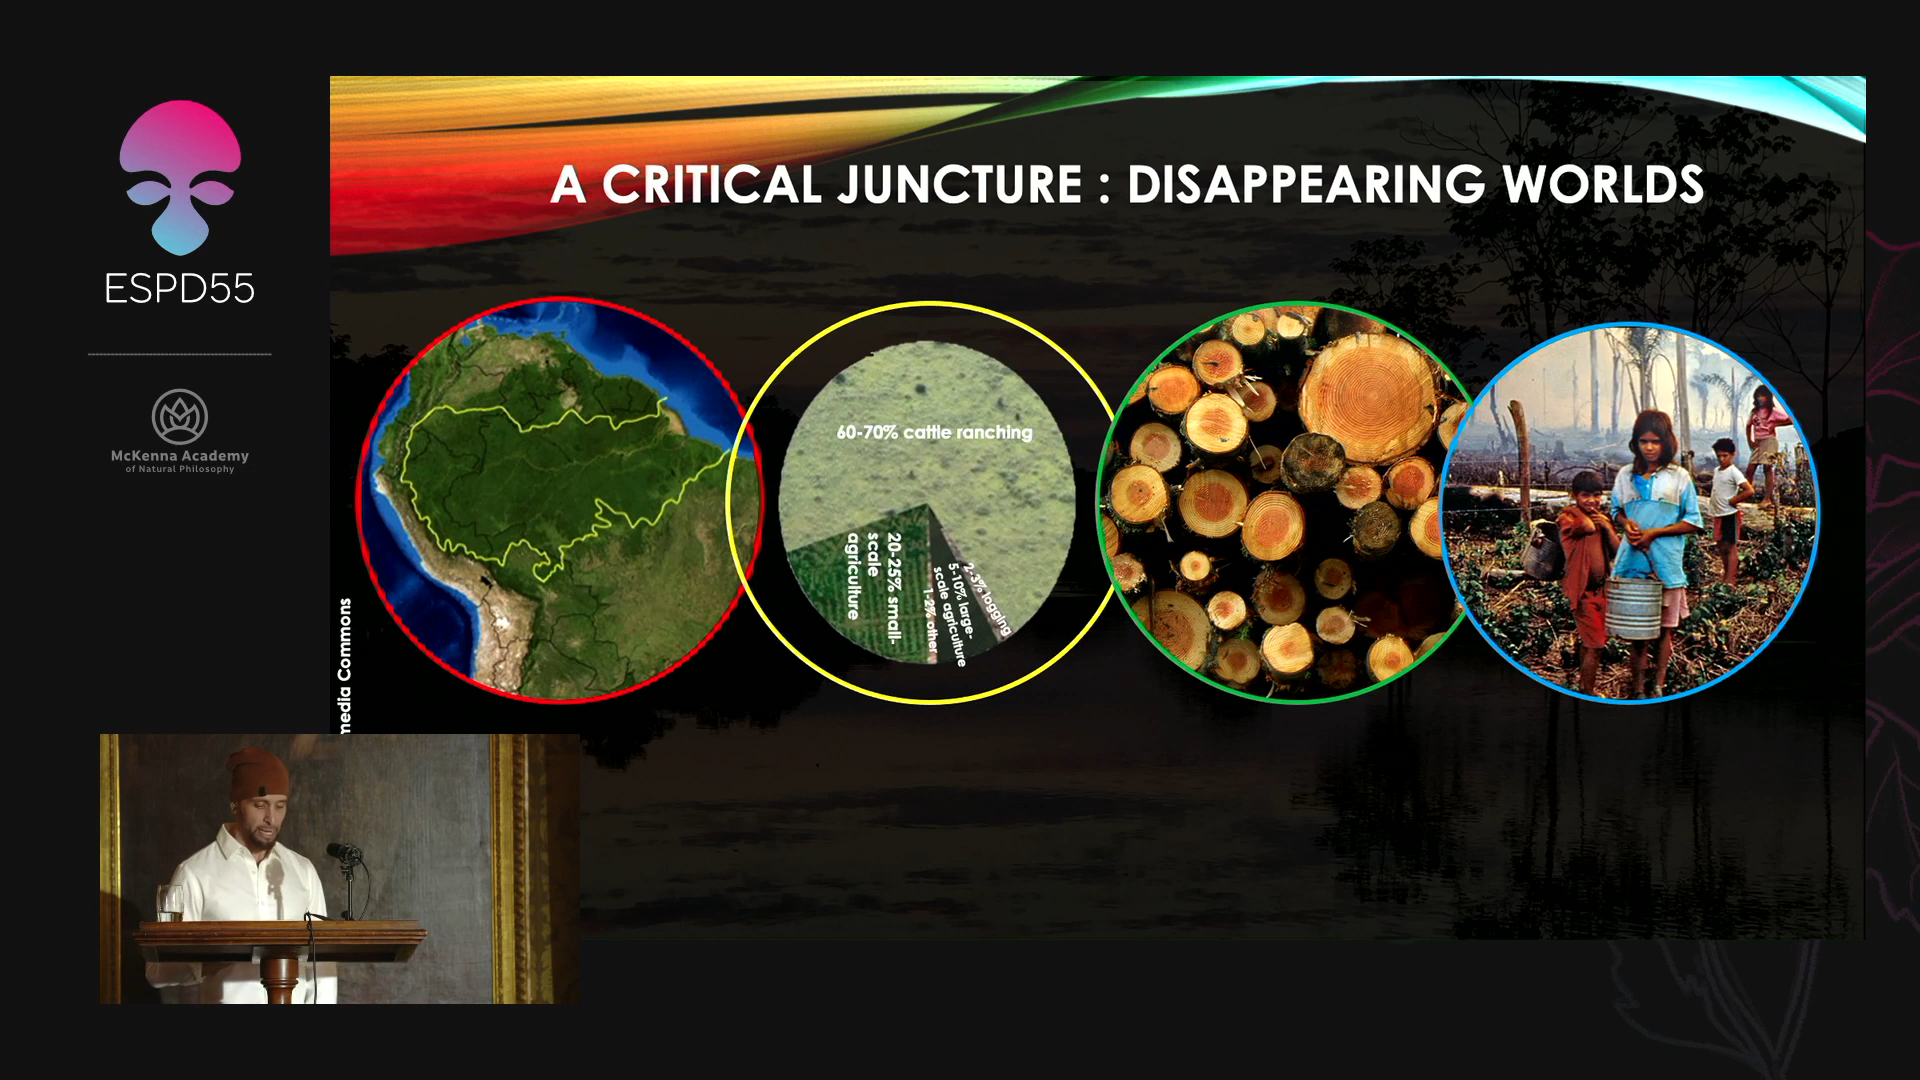 ESPD55
McKenna Academy
of Natural Philosophy
A CRITICAL JUNCTURE : DISAPPEARING WORLDS
60-70% cattle ranching
20-25% small-
scale
agriculture
1-2% other
5-10% large-
scale agriculture
2-3% logging
media Commons